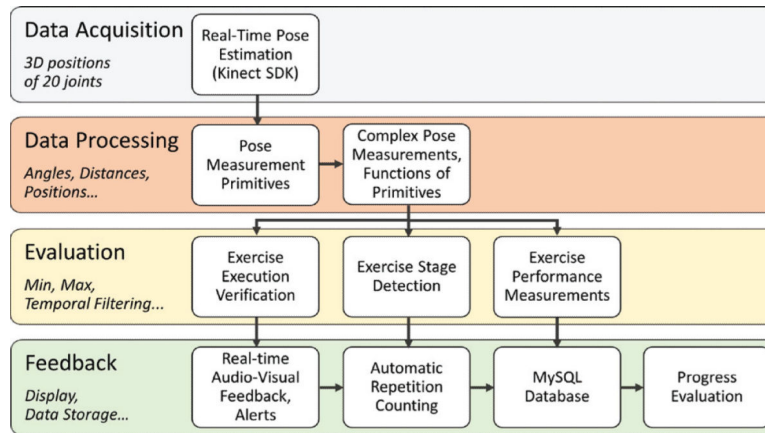 Data Acquisition
3D positions
of 20 joints
Real-Time Pose
Estimation
(Kinect SDK)
Data Processing
Angles, Distances,
Positions...
Pose
Measurement
Primitives
Complex Pose
Measurements,
Functions of
Primitives
Evaluation
Min, Max,
Temporal Filtering...
Exercise
Execution
Verification
Exercise Stage
Detection
Exercise
Performance
Measurements
Feedback
Display,
Data Storage...
Real-time
Audio-Visual
Feedback,
Alerts
Automatic
Repetition
Counting
MySQL
Database
Progress
Evaluation